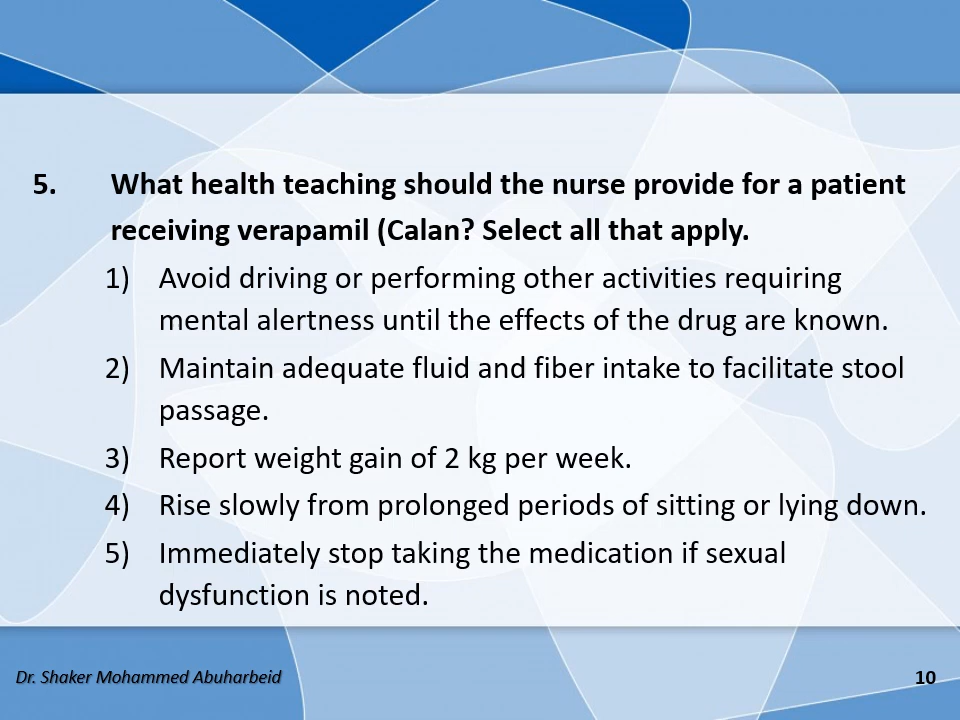 5. What health teaching should the nurse provide for a patient
receiving verapamil (Calan? Select all that apply.
1) Avoid driving or performing other activities requiring
mental alertness until the effects of the drug are known.
2) Maintain adequate fluid and fiber intake to facilitate stool
passage.
3) Report weight gain of 2 kg per week.
4) Rise slowly from prolonged periods of sitting or lying down.
5) Immediately stop taking the medication if sexual
dysfunction is noted.
Dr. Shaker Mohammed Abuharbeid
10